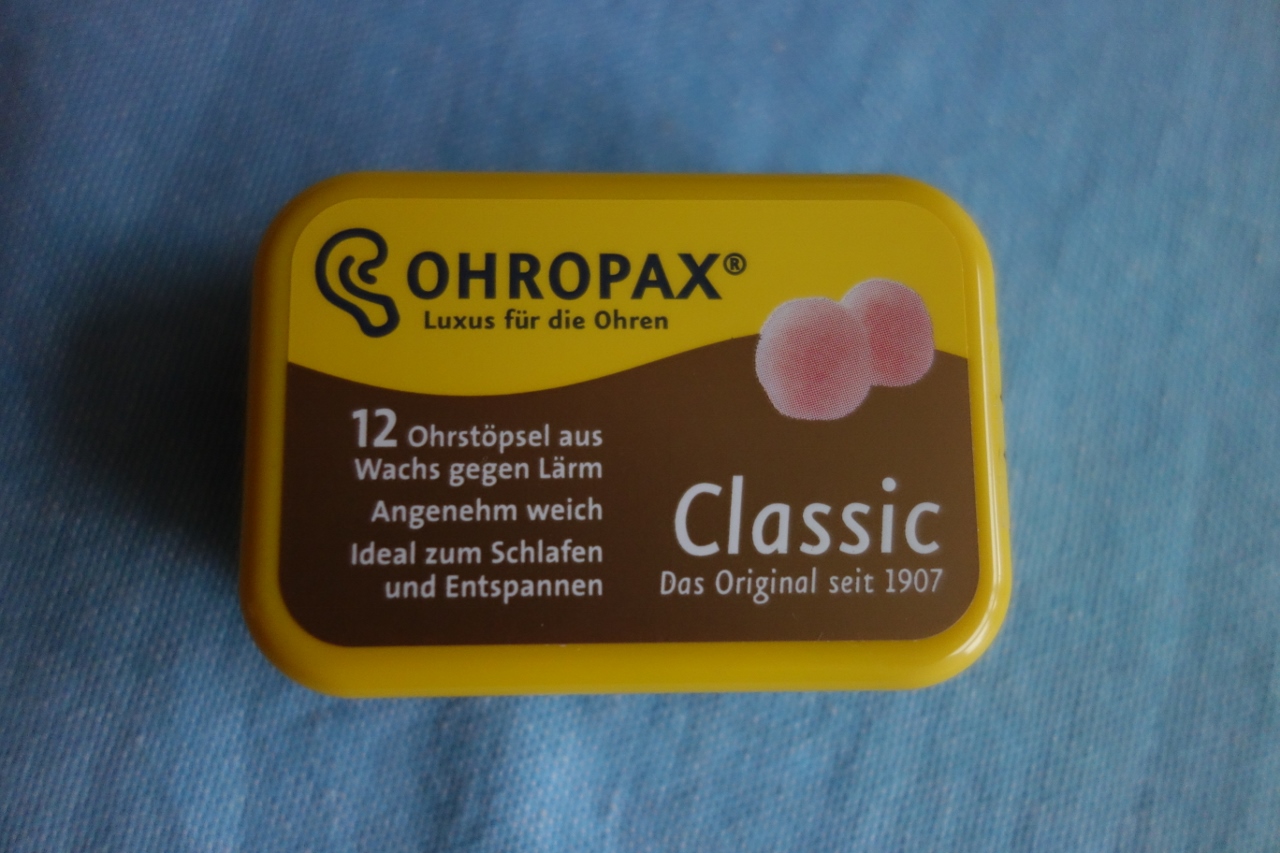 OHROPAX®
Luxus für die Ohren
12 Ohrstöpsel aus
Wachs gegen Lärm
Angenehm weich
Ideal zum Schlafen
und Entspannen
Classic
Das Original seit 1907